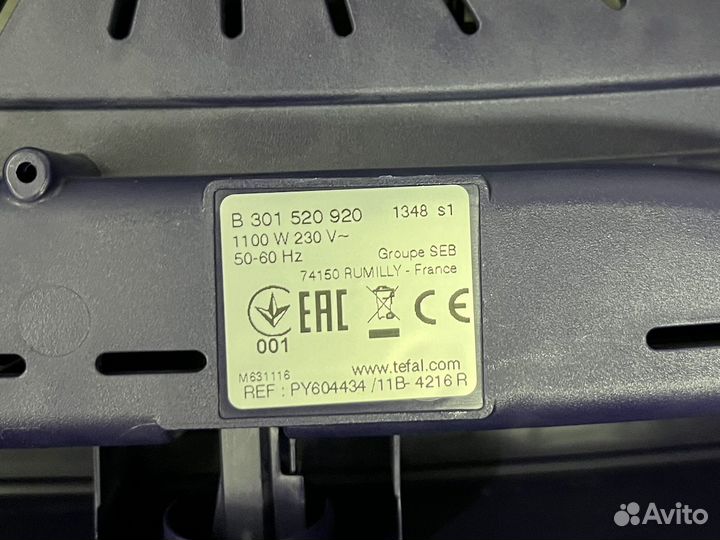 B 301 520 920 1348 s1
1100 W 230 V~
50-60 Hz Groupe SEB
74150 RUMILLY - France
EAC CE
001
M631116 www.tefal.com
REF : PY604434 /11B- 4216 R
Avito